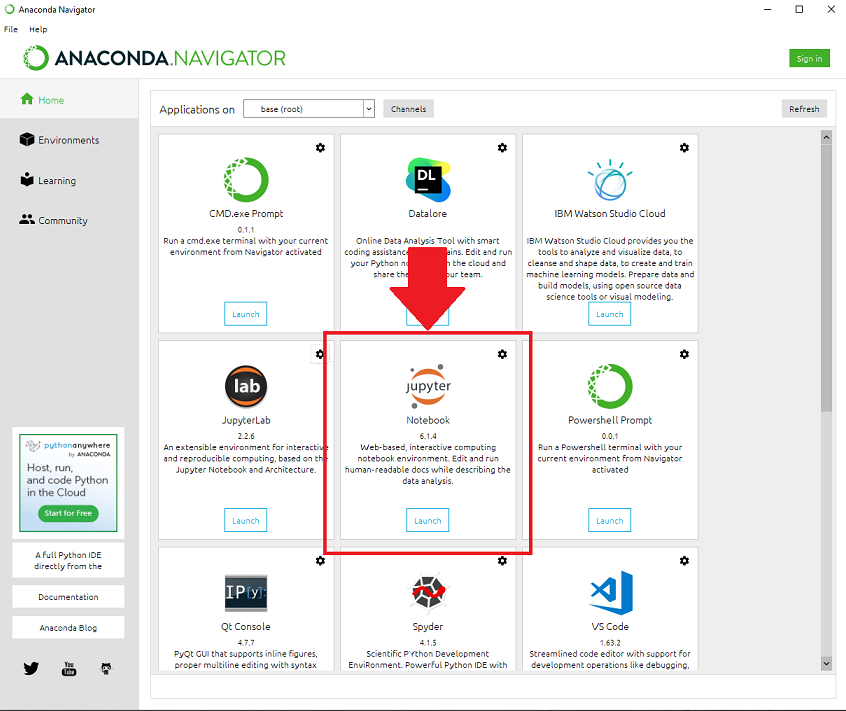 Anaconda Navigator
File Help
ANACONDA.NAVIGATOR
Sign in
Home
Environments
Learning
Community
Applications on base (root) Channels Refresh
CMD.exe Prompt
0.1.1
Run a cmd.exe terminal with your current
environment from Navigator activated
Launch
DL
Datalore
Online Data Analysis Tool with smart
coding assistance ains. Edit and run
your Python no n the cloud and
share the our team.
IBM Watson Studio Cloud
IBM Watson Studio Cloud provides you the
tools to analyze and visualize data, to
cleanse and shape data, to create and train
machine learning models. Prepare data and
build models, using open source data
science tools or visual modeling.
Launch
lab
JupyterLab
2.2.6
An extensible environment for interactive
and reproducible computing, based on the
Jupyter Notebook and Architecture.
Launch
jupyter
Notebook
6.1.4
Web-based, interactive computing
notebook environment. Edit and run
human-readable docs while describing the
data analysis.
Launch
Powershell Prompt
0.0.1
Run a Powershell terminal with your
current environment from Navigator
activated
Launch
IP[y]:
Qt Console
4.7.7
PyQt GUI that supports inline figures,
proper multiline editing with syntax
Spyder
4.1.5
Scientific PYthon Development
EnviRonment. Powerful Python IDE with
VS Code
1.63.2
Streamlined code editor with support for
development operations like debugging,
pythonanywhere
by ANACONDA
Host, run,
and code Python
in the Cloud
Start for Free
A full Python IDE
directly from the
Documentation
Anaconda Blog
You
Tube